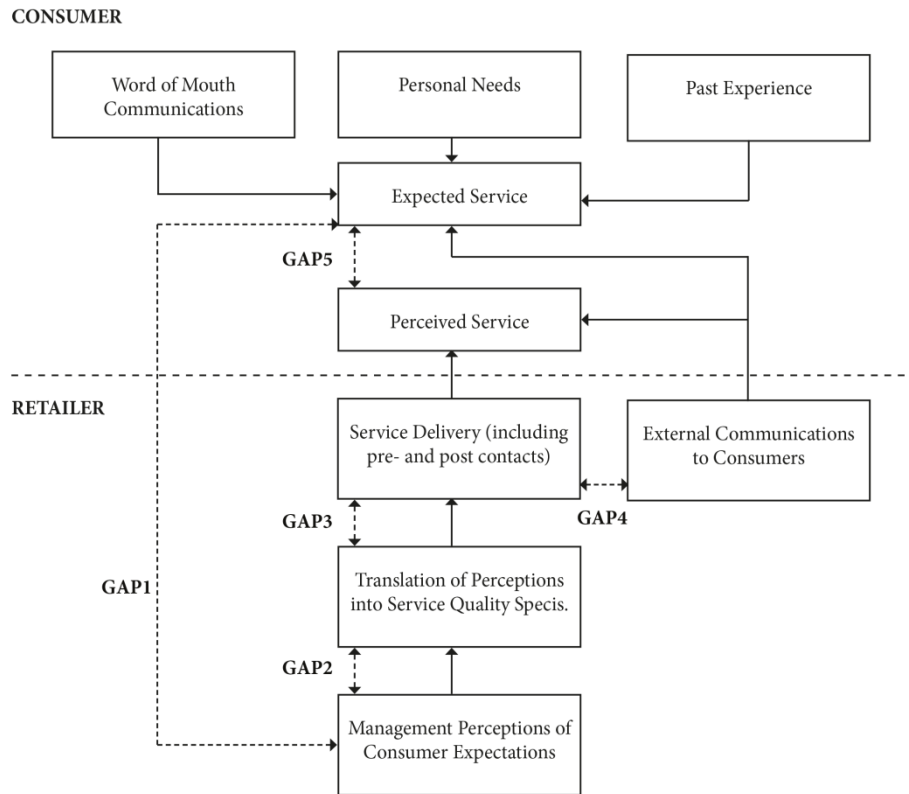 CONSUMER
Word of Mouth
Communications
Personal Needs
Past Experience
Expected Service
GAP5
Perceived Service
RETAILER
Service Delivery (including
pre- and post contacts)
External Communications
to Consumers
GAP3
GAP4
GAP1
Translation of Perceptions
into Service Quality Specis.
GAP2
Management Perceptions of
Consumer Expectations